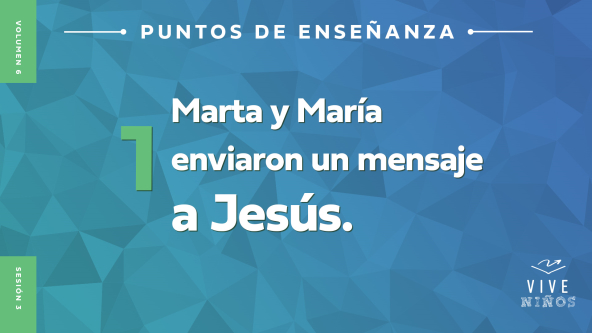 VOLUMEN 6
PUNTOS DE ENSEÑANZA
1
Marta y María
enviaron un mensaje
a Jesús.
SESIÓN 3
VIVE
NIÑOS